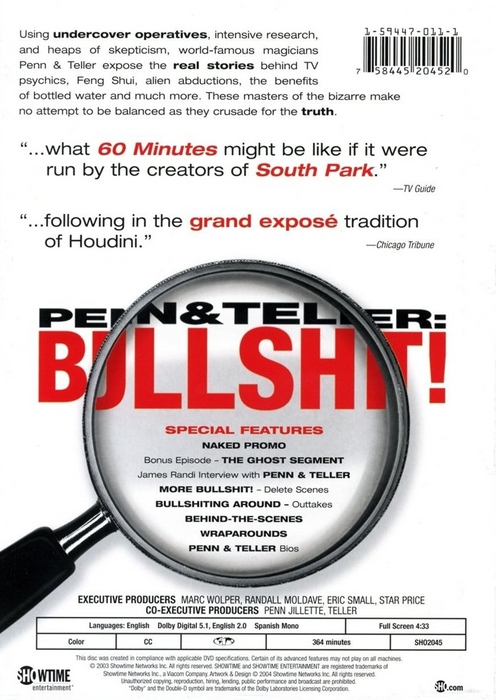 1-59447-011-1
Using undercover operatives, intensive research,
and heaps of skepticism, world-famous magicians
Penn & Teller expose the real stories behind TV
psychics, Feng Shui, alien abductions, the benefits
of bottled water and much more. These masters of the bizarre make
no attempt to be balanced as they crusade for the truth.
7 58445 20452 0
“...what 60 Minutes might be like if it were
run by the creators of South Park.”
—TV Guide
“...following in the grand exposé tradition
of Houdini.”
—Chicago Tribune
PENN & TELLER:
BULLSHIT!
SPECIAL FEATURES
NAKED PROMO
Bonus Episode – THE GHOST SEGMENT
James Randi Interview with PENN & TELLER
MORE BULLSHIT! – Delete Scenes
BULLSHITING AROUND – Outtakes
BEHIND-THE-SCENES
WRAPAROUNDS
PENN & TELLER Bios
EXECUTIVE PRODUCERS MARC WOLPER, RANDALL MOLDAVE, ERIC SMALL, STAR PRICE
CO-EXECUTIVE PRODUCERS PENN JILLETTE, TELLER
Languages: English Dolby Digital 5.1, English 2.0 Spanish Mono Full Screen 4:33
Color CC 364 minutes SHO2045
This disc was created in compliance with applicable DVD specifications. Certain of its advanced features may not play on all machines.
© 2003 Showtime Networks Inc. All rights reserved. SHOWTIME and SHOWTIME ENTERTAINMENT are registered trademarks of
Showtime Networks Inc., a Viacom Company. Artwork & Design © 2004 Showtime Networks Inc. All rights reserved.
Unauthorized copying, reproduction, hiring, lending, public performance and broadcast are prohibited.
"Dolby" and the Double-D symbol are trademarks of the Dolby Laboratories Licensing Corporation.
SHOWTIME
entertainment
SHO.com